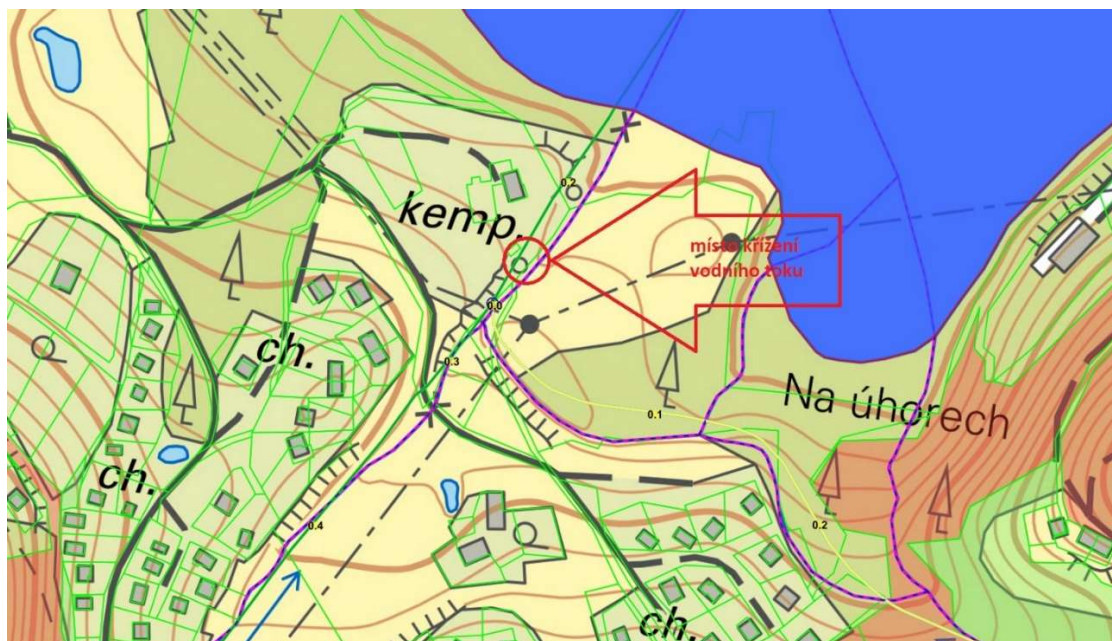 0.2
kemp.
místo křížení
vodního toku
0.0
ch.
0.3
Na úhorech
0.1
ch.
0.4
0.2
ch.